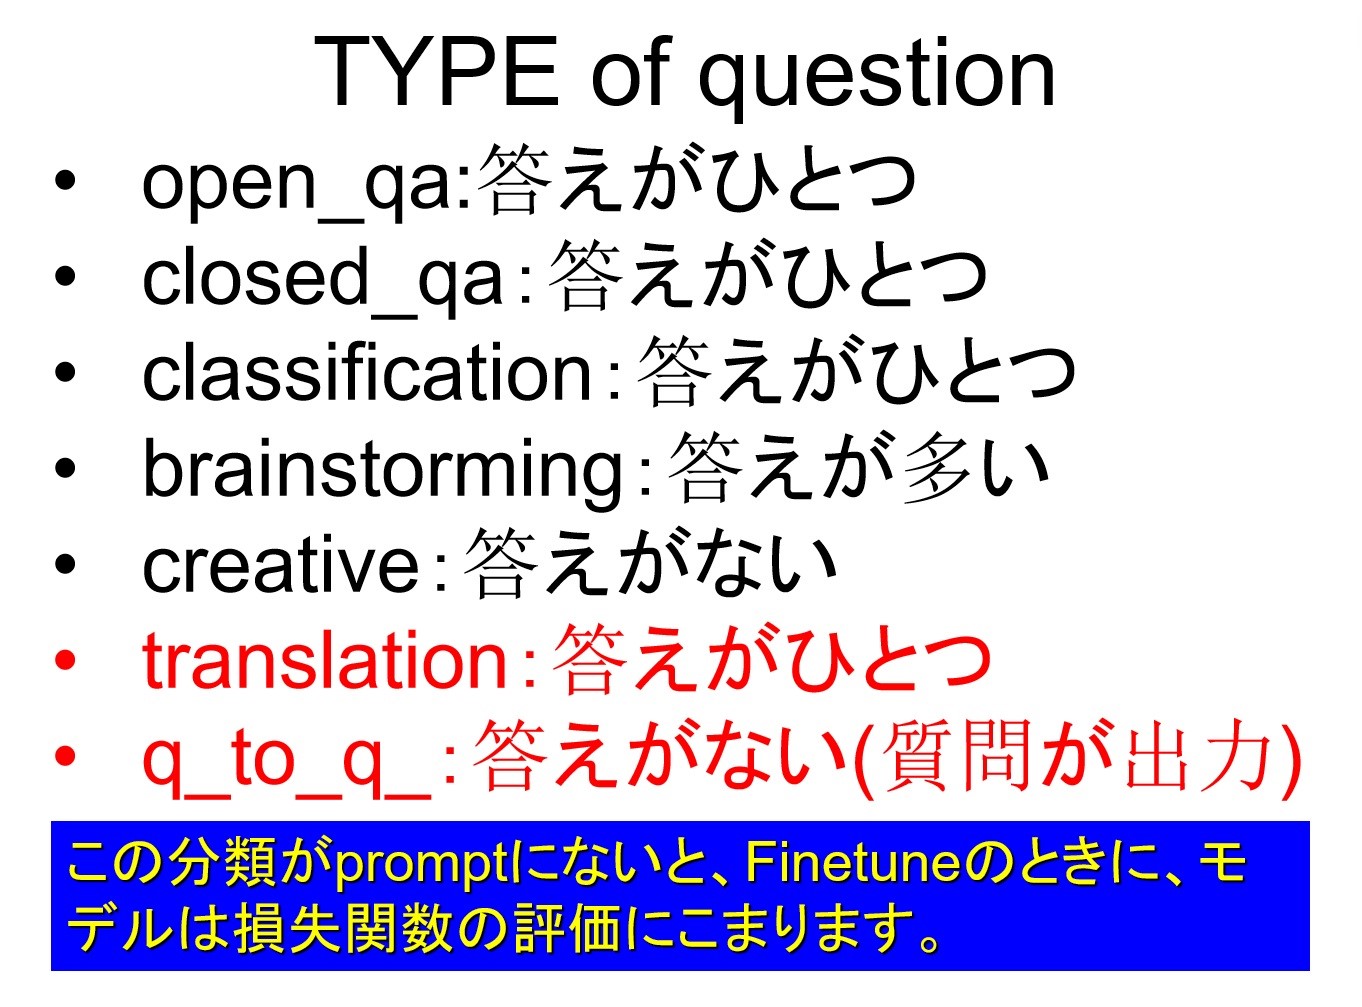 TYPE of question
• open_qa:答えがひとつ
• closed_qa：答えがひとつ
• classification：答えがひとつ
• brainstorming：答えが多い
• creative：答えがない
• translation：答えがひとつ
• q_to_q_：答えがない(質問が出力)
この分類がpromptにないと、Finetuneのときに、モ
デルは損失関数の評価にこまります。